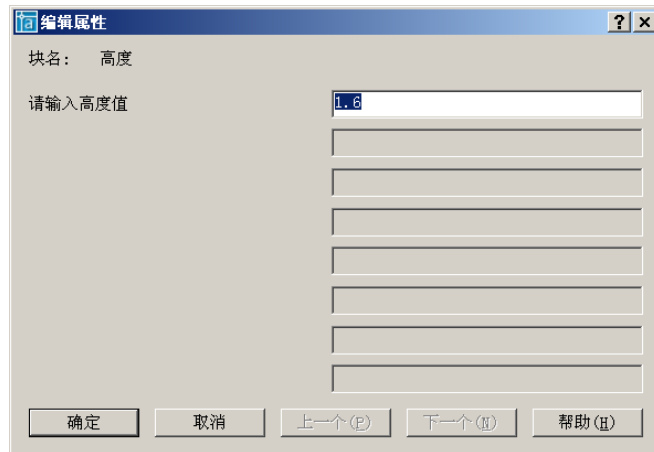 编辑属性
块名： 高度
请输入高度值 1.6
确定 取消 上一个(P) 下一个(N) 帮助(H)